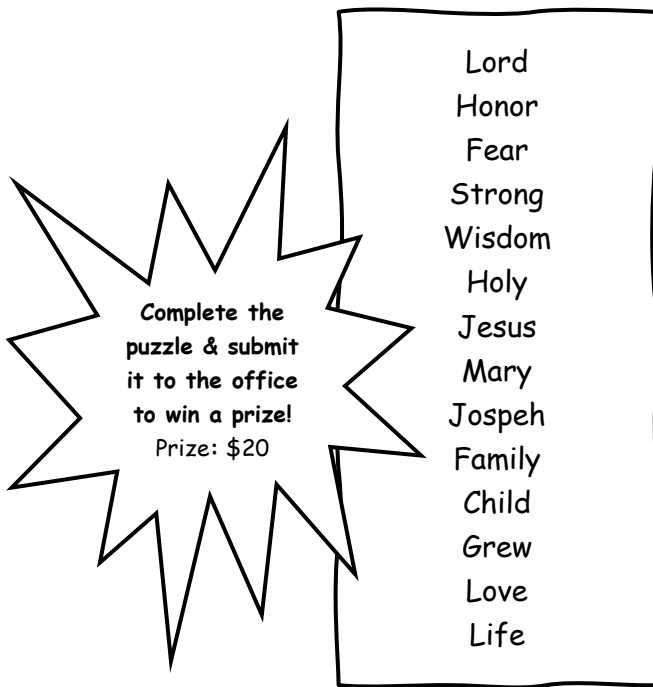 Lord
Honor
Fear
Strong
Wisdom
Holy
Jesus
Mary
Jospeh
Family
Child
Grew
Love
Life
Complete the
puzzle & submit
it to the office
to win a prize!
Prize: $20